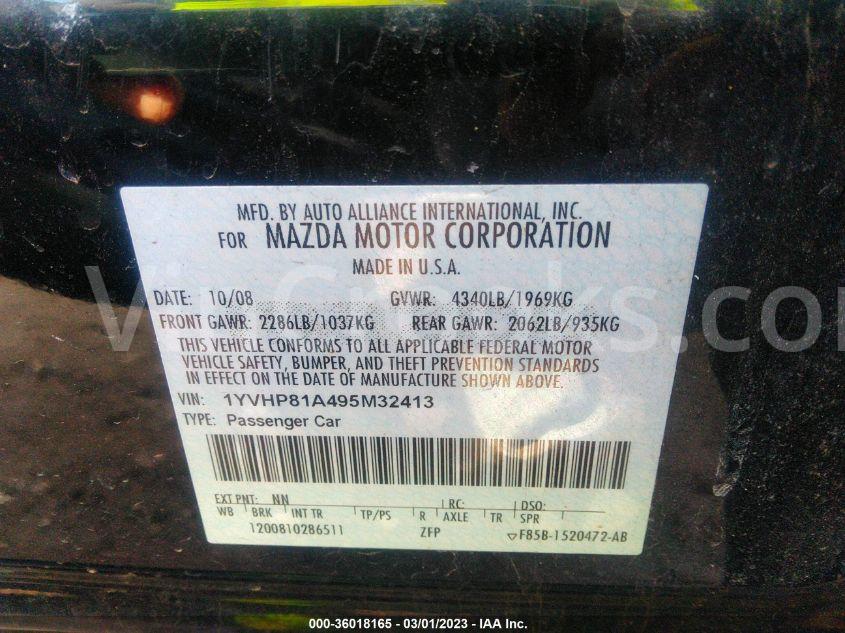 MFD. BY AUTO ALLIANCE INTERNATIONAL, INC.
FOR MAZDA MOTOR CORPORATION
MADE IN U.S.A.
DATE: 10/08 GVWR: 4340LB/1969KG
FRONT GAWR: 2286LB/1037KG REAR GAWR: 2062LB/935KG
THIS VEHICLE CONFORMS TO ALL APPLICABLE FEDERAL MOTOR
VEHICLE SAFETY, BUMPER, AND THEFT PREVENTION STANDARDS
IN EFFECT ON THE DATE OF MANUFACTURE SHOWN ABOVE.
VIN: 1YVHP81A495M32413
TYPE: Passenger Car
EXT PNT: NN RC: DSO:
WB BRK INT TR TP/PS R AXLE TR SPR
1200810286511 ZFP ▽F85B-1520472-AB
000-36018165 - 03/01/2023 - IAA Inc.